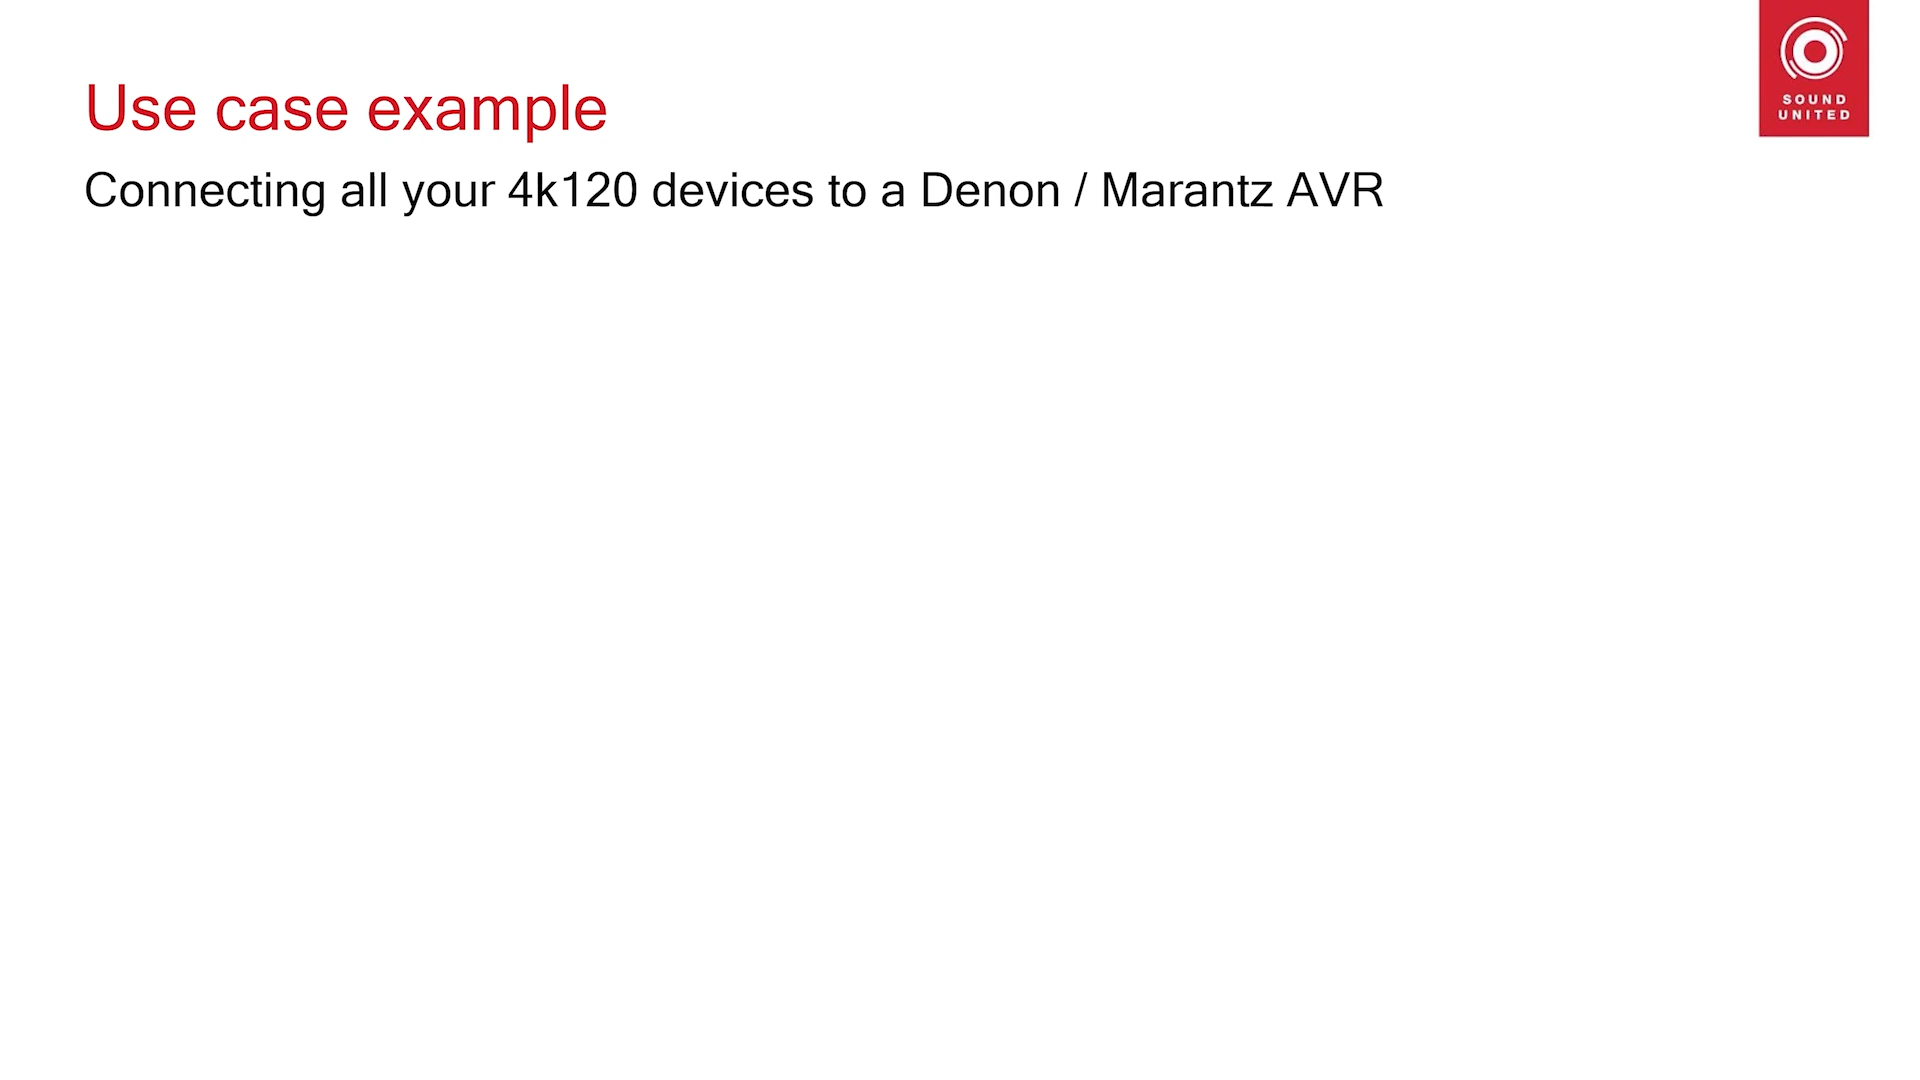 Use case example
Connecting all your 4k120 devices to a Denon / Marantz AVR
SOUND
UNITED